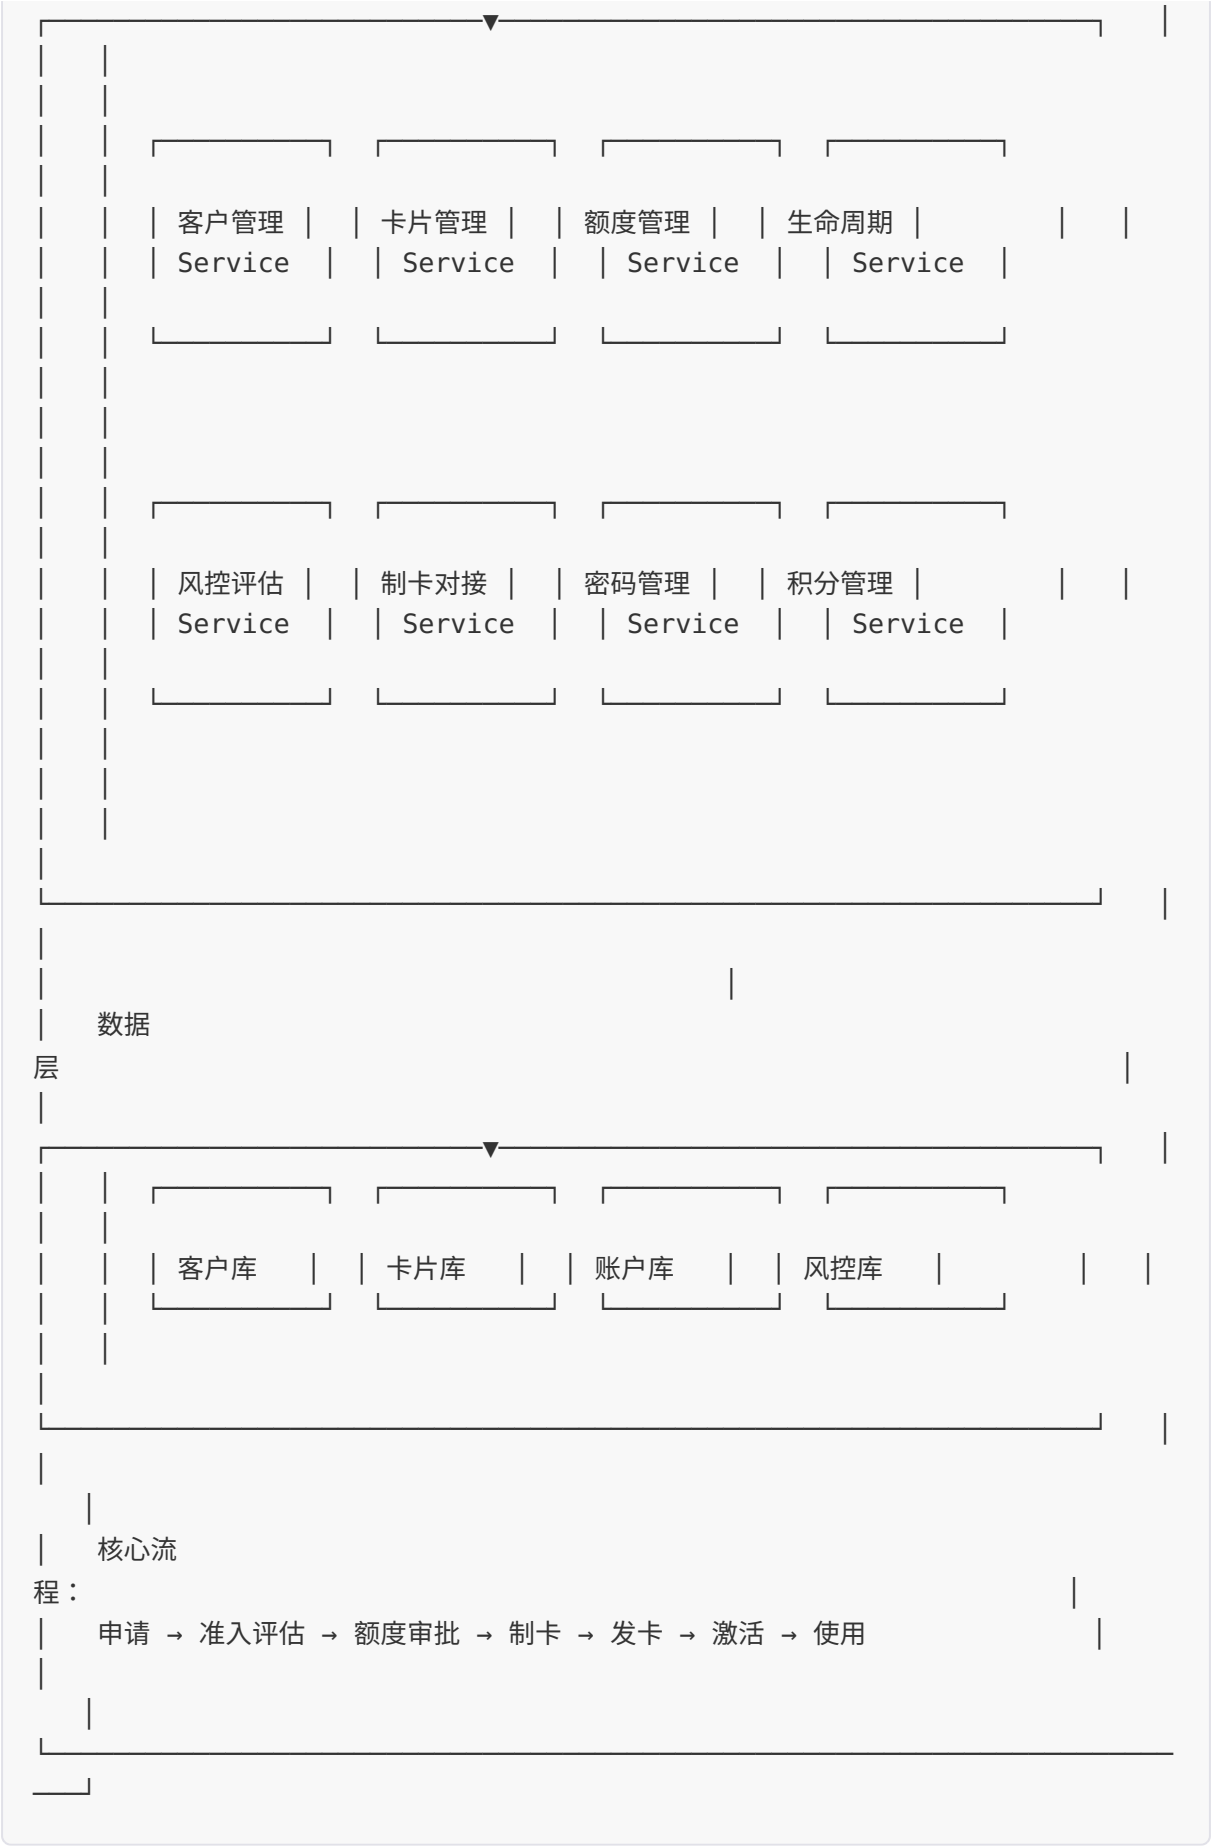 客户管理 卡片管理 额度管理 生命周期
Service Service Service Service
风控评估 制卡对接 密码管理 积分管理
Service Service Service Service
数据
层
客户库 卡片库 账户库 风控库
核心流
程：
申请 → 准入评估 → 额度审批 → 制卡 → 发卡 → 激活 → 使用